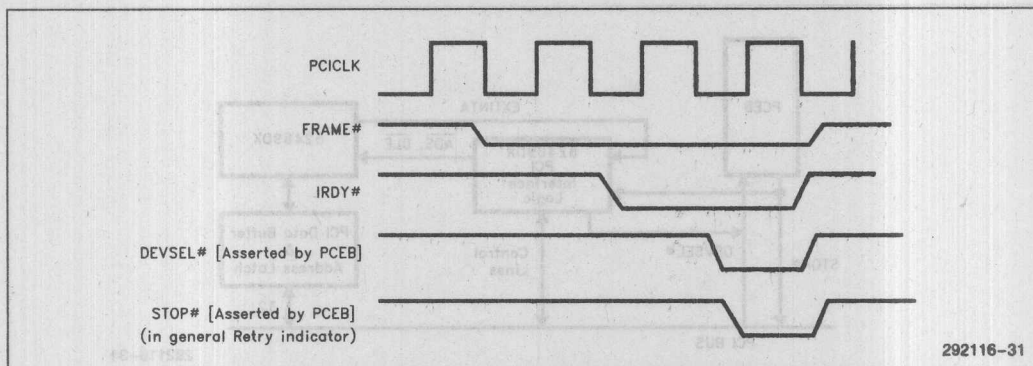 PCICLK
FRAME#
IRDY#
DEVSEL# [Asserted by PCEB]
STOP# [Asserted by PCEB]
(in general Retry indicator)
292116-31